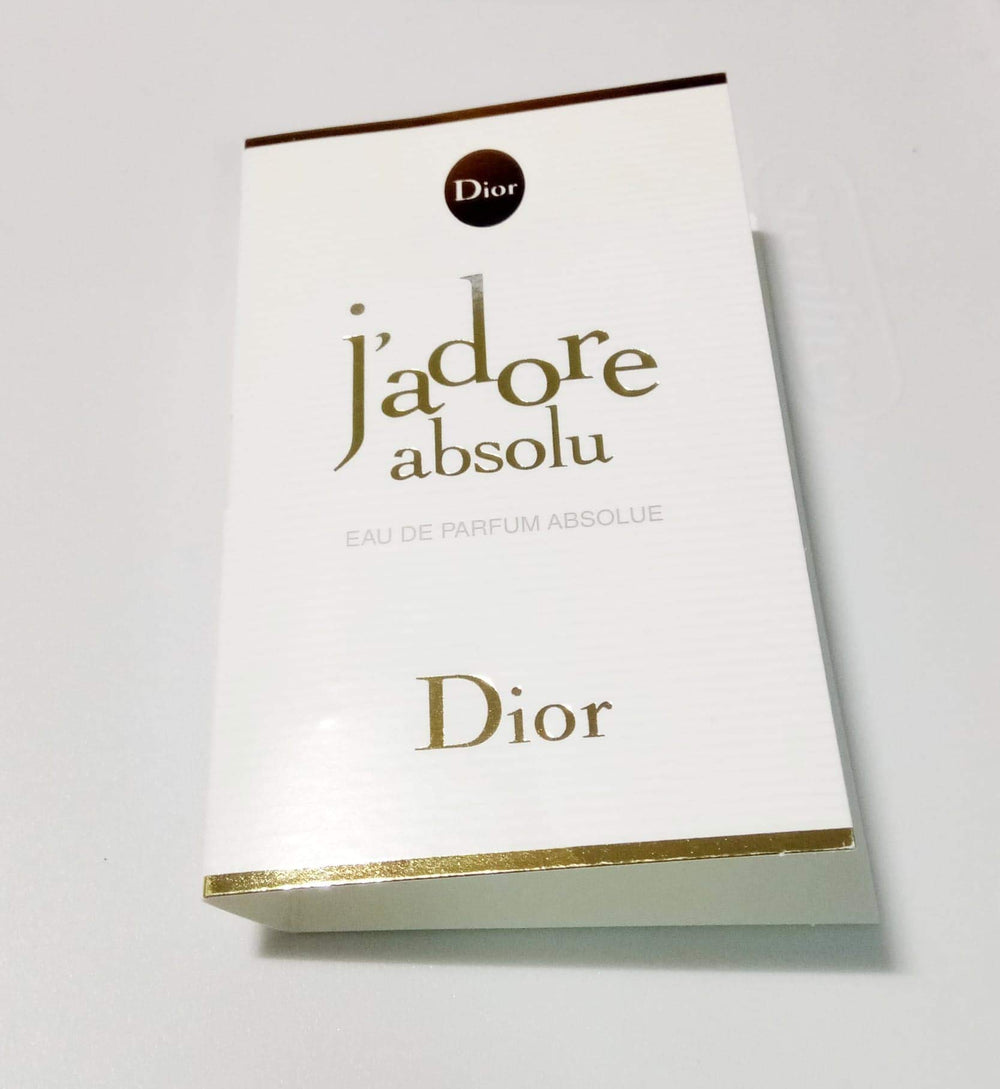 Dior
j'adore
absolu
EAU DE PARFUM ABSOLUE
Dior